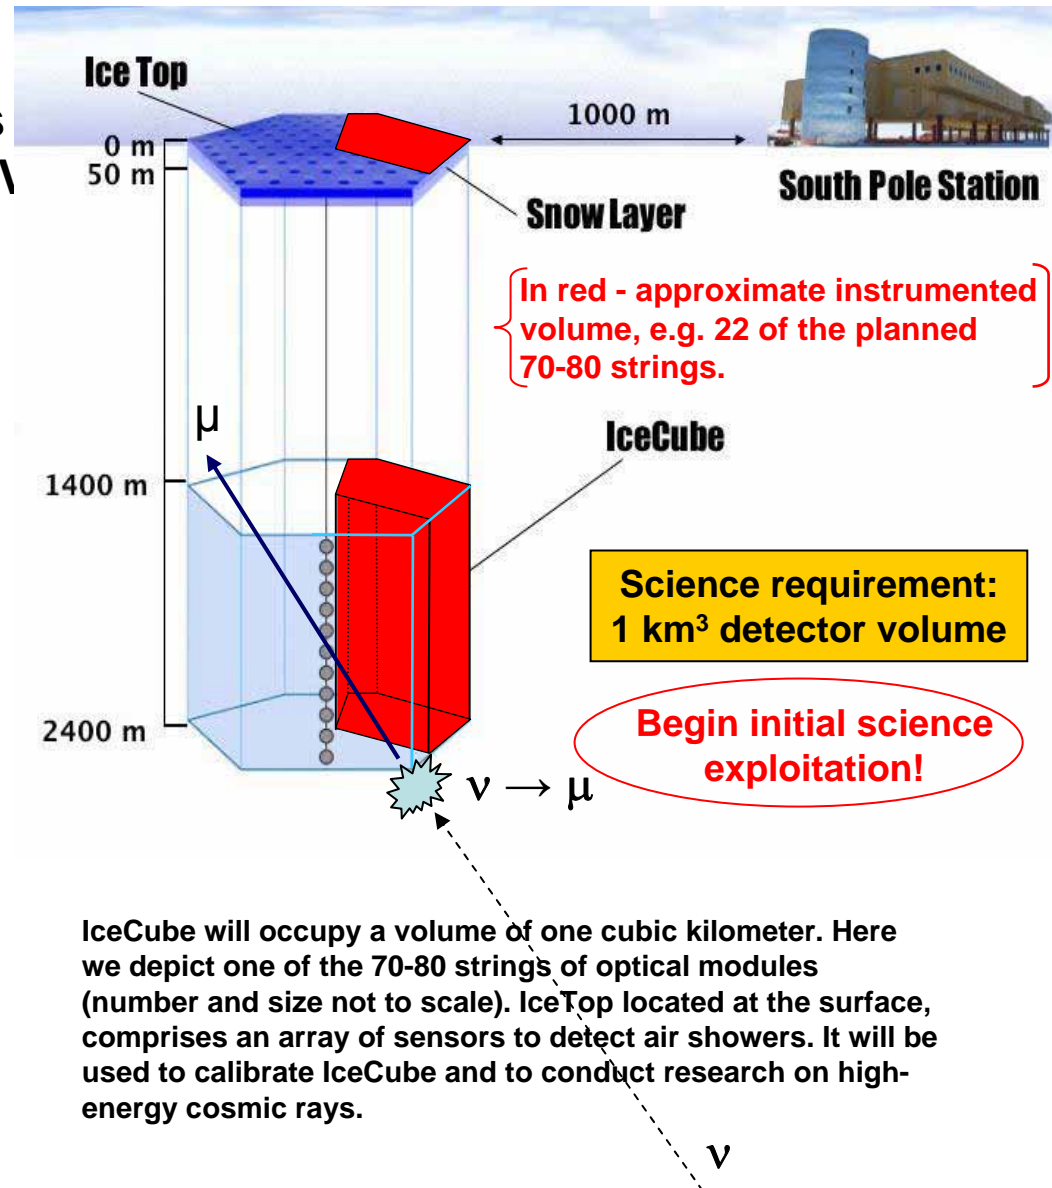 Ice Top
1000 m
s
0 m
50 m
South Pole Station
Snow Layer
In red - approximate instrumented
volume, e.g. 22 of the planned
70-80 strings.
μ
IceCube
1400 m
Science requirement:
1 km³ detector volume
2400 m
Begin initial science
exploitation!
ν → μ
IceCube will occupy a volume of one cubic kilometer. Here
we depict one of the 70-80 strings of optical modules
(number and size not to scale). IceTop located at the surface,
comprises an array of sensors to detect air showers. It will be
used to calibrate IceCube and to conduct research on high-
energy cosmic rays.
ν